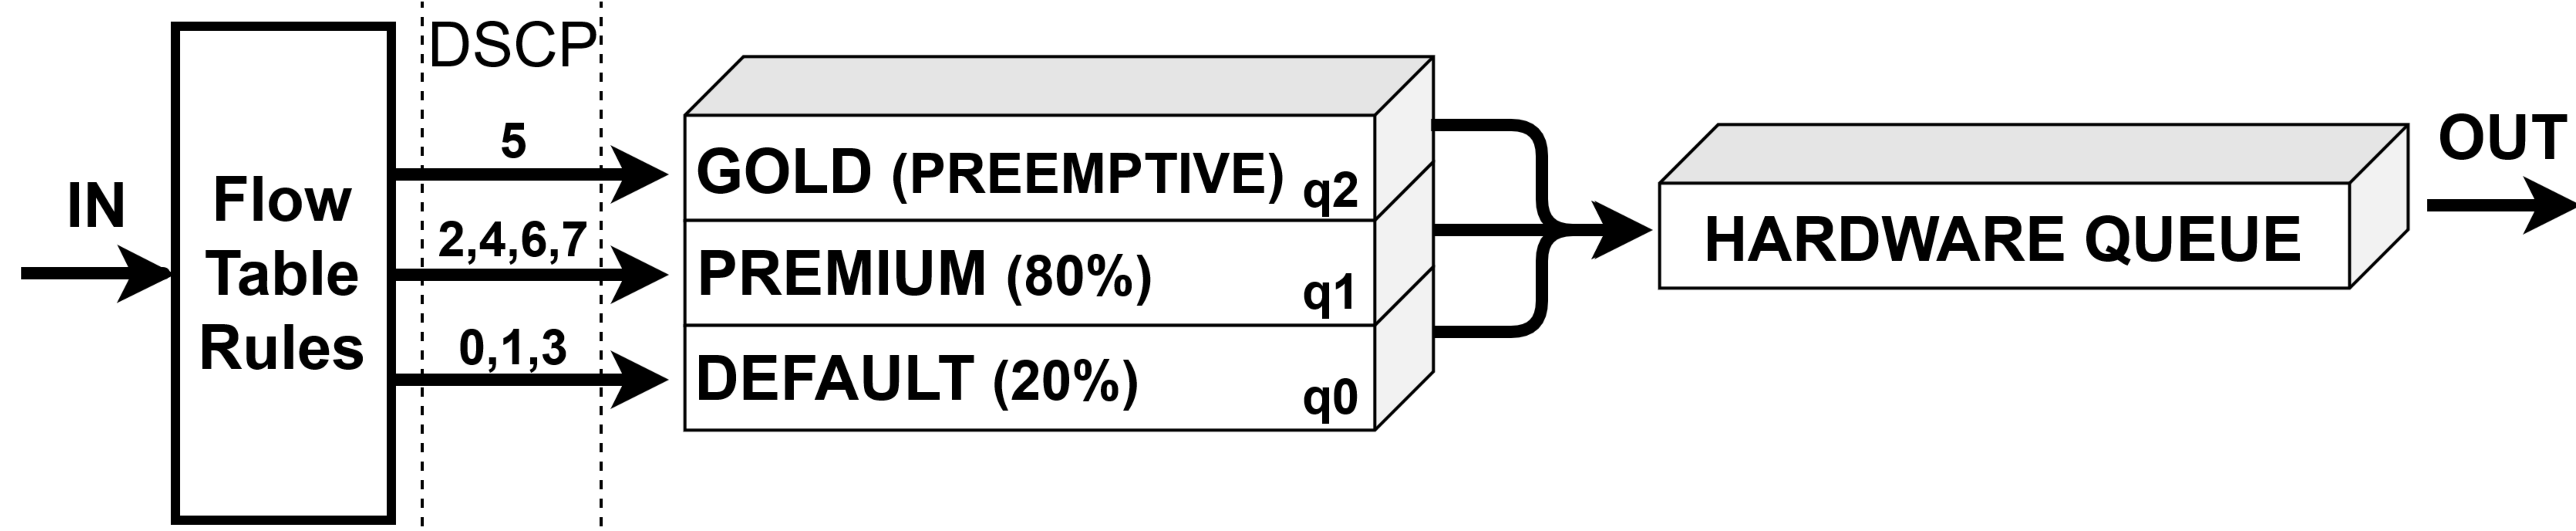 IN
Flow
Table
Rules
DSCP
5
2,4,6,7
0,1,3
GOLD (PREEMPTIVE) q2
PREMIUM (80%) q1
DEFAULT (20%) q0
HARDWARE QUEUE
OUT